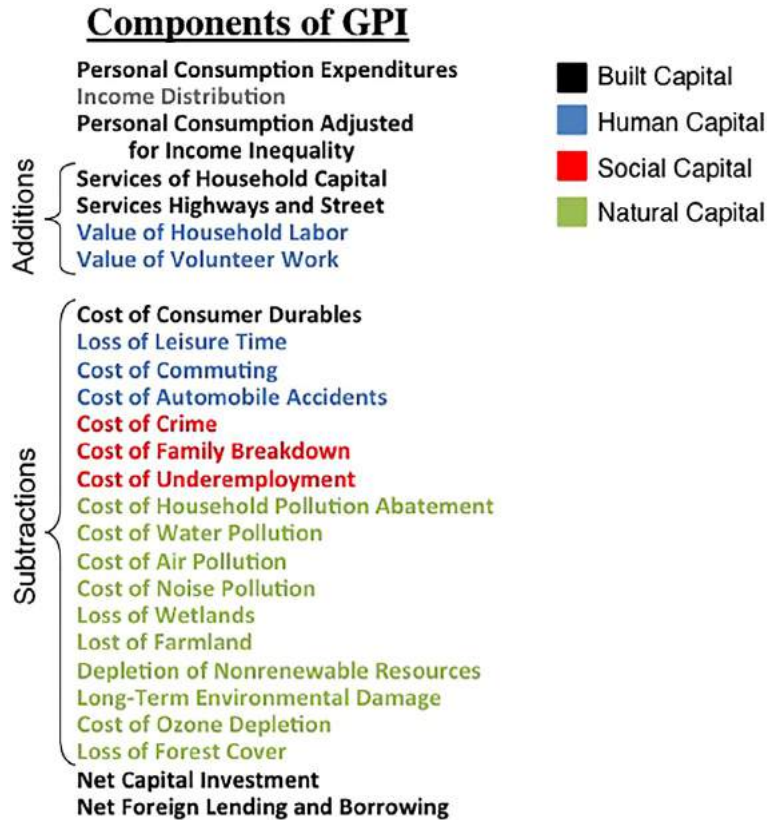 Components of GPI
Personal Consumption Expenditures
Income Distribution
Personal Consumption Adjusted
for Income Inequality
Additions
Services of Household Capital
Services Highways and Street
Value of Household Labor
Value of Volunteer Work
Subtractions
Cost of Consumer Durables
Loss of Leisure Time
Cost of Commuting
Cost of Automobile Accidents
Cost of Crime
Cost of Family Breakdown
Cost of Underemployment
Cost of Household Pollution Abatement
Cost of Water Pollution
Cost of Air Pollution
Cost of Noise Pollution
Loss of Wetlands
Lost of Farmland
Depletion of Nonrenewable Resources
Long-Term Environmental Damage
Cost of Ozone Depletion
Loss of Forest Cover
Net Capital Investment
Net Foreign Lending and Borrowing
Built Capital
Human Capital
Social Capital
Natural Capital